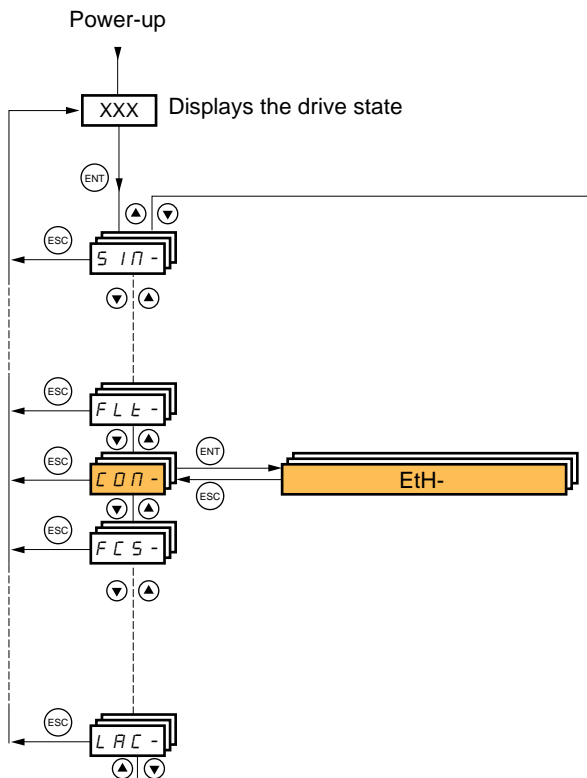 Power-up
XXX Displays the drive state
ENT
ESC
SIM-
ESC
FLt-
ESC
COM-
ENT
ESC
EtH-
ESC
FCS-
ESC
LAC-